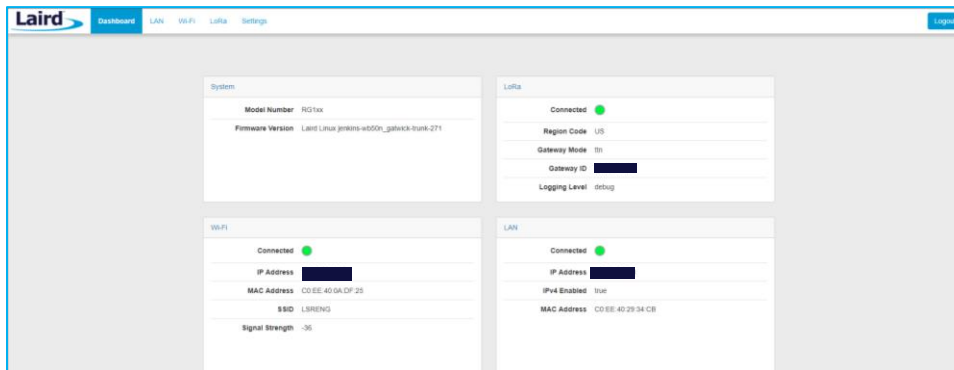 Laird
Dashboard LAN Wi-Fi LoRa Settings
System
Model Number RG1xx
Firmware Version Laird Linux jenkins-wb50n_gatwick-trunk-271
LoRa
Connected
Region Code US
Gateway Mode ttn
Gateway ID
Logging Level debug
Wi-Fi
Connected
IP Address
MAC Address C0:EE:40:0A:DF:25
SSID LSRENG
Signal Strength -36
LAN
Connected
IP Address
IPv4 Enabled true
MAC Address C0:EE:40:29:34:CB